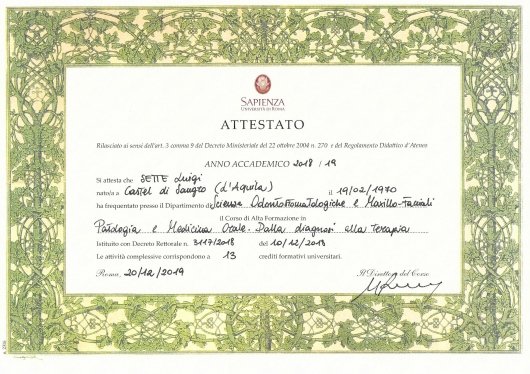 SAPIENZA
UNIVERSITÀ DI ROMA
ATTESTATO
Rilasciato ai sensi dell'art. 3 comma 9 del Decreto Ministeriale del 22 ottobre 2004 n. 270 e del Regolamento Didattico d'Ateneo
ANNO ACCADEMICO 2018 / 19
Si attesta che SETTE Luigi
nato/a a Castel di Sangro (d'Aquila) il 19/02/1970
ha frequentato presso il Dipartimento di Scienze Odontostomatologiche e Maxillo-Facciali
il Corso di Alta Formazione in
Patologia e Medicina Orale. Dalla diagnosi alla terapia
Istituito con Decreto Rettorale n. 3117/2018 del 10/12/2018
Le attività complessive corrispondono a 13 crediti formativi universitari.
Roma, 20/12/2019 Il Direttore del Corso